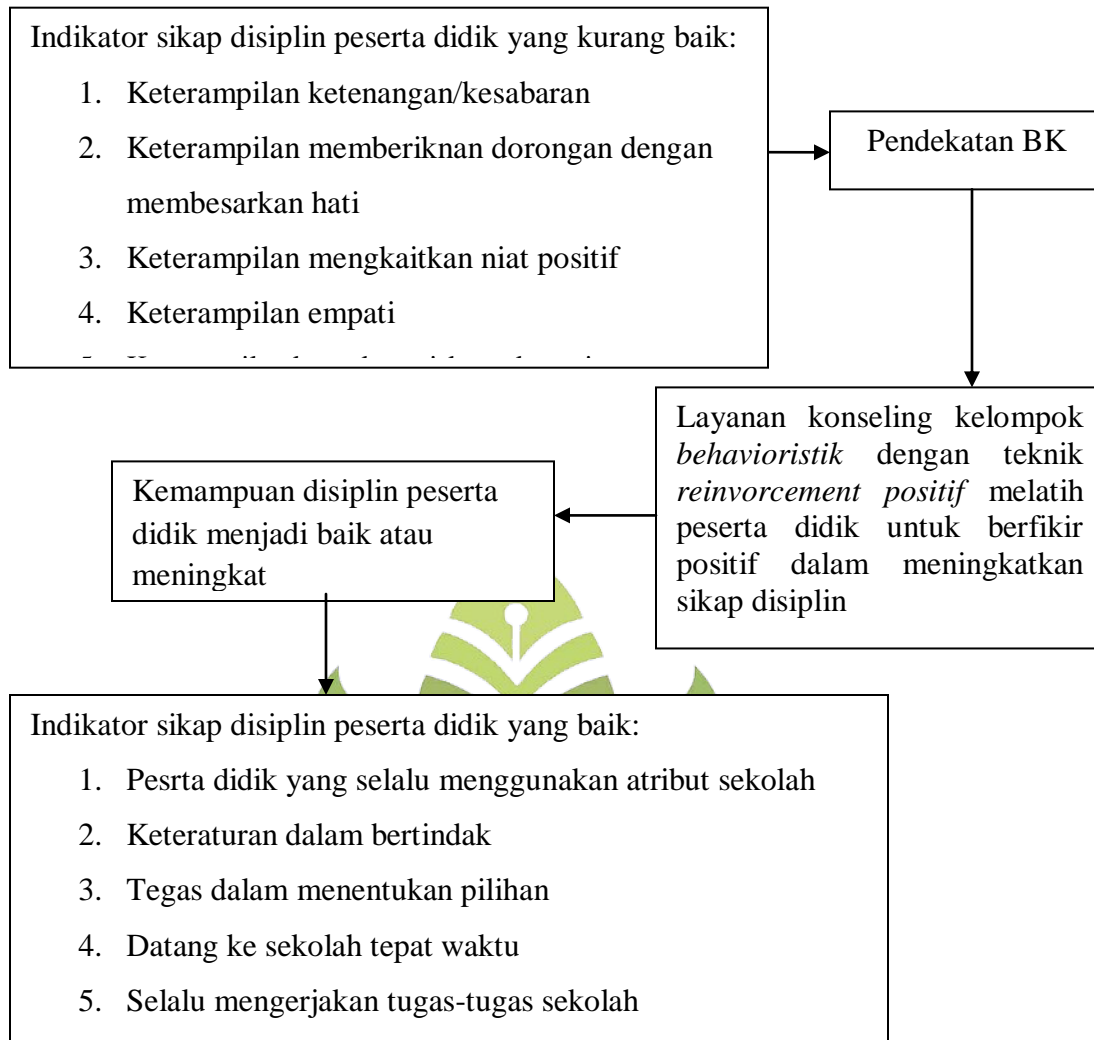 Indikator sikap disiplin peserta didik yang kurang baik:
1. Keterampilan ketenangan/kesabaran
2. Keterampilan memberiknan dorongan dengan
membesarkan hati
3. Keterampilan mengkaitkan niat positif
4. Keterampilan empati
Pendekatan BK
Layanan konseling kelompok
behavioristik dengan teknik
reinvorcement positif melatih
peserta didik untuk berfikir
positif dalam meningkatkan
sikap disiplin
Kemampuan disiplin peserta
didik menjadi baik atau
meningkat
Indikator sikap disiplin peserta didik yang baik:
1. Pesrta didik yang selalu menggunakan atribut sekolah
2. Keteraturan dalam bertindak
3. Tegas dalam menentukan pilihan
4. Datang ke sekolah tepat waktu
5. Selalu mengerjakan tugas-tugas sekolah